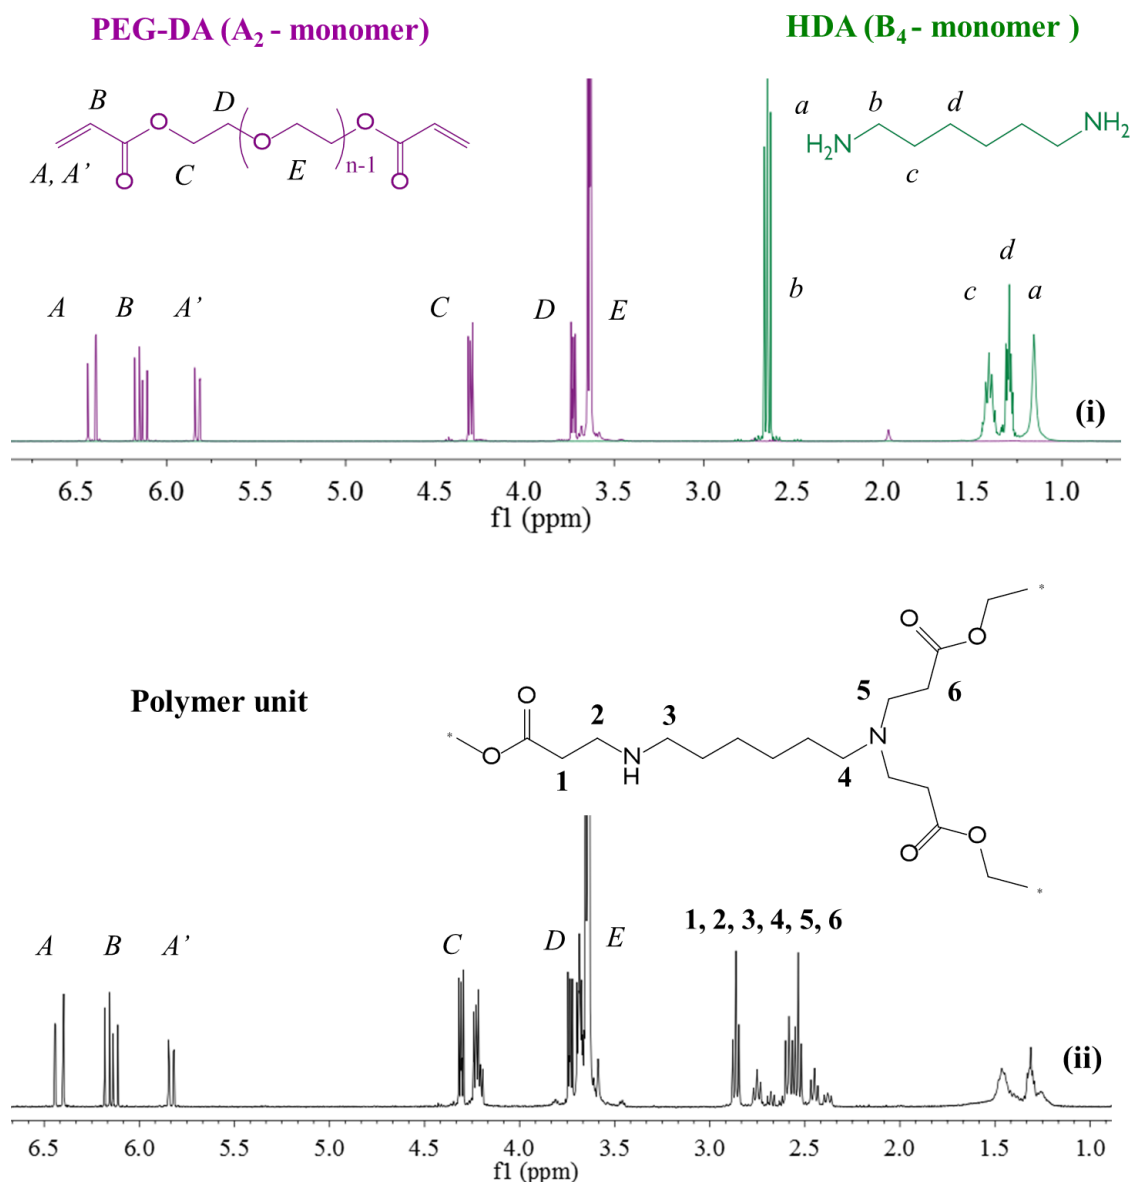 PEG-DA (A2 - monomer)
HDA (B4 - monomer )
B
D
O
O
O
n-1
A, A’
O
C
E
O
a
b
d
NH2
H2N
c
A
B
A’
C
D
E
b
c
d
a
(i)
6.5 6.0 5.5 5.0 4.5 4.0 3.5 3.0 2.5 2.0 1.5 1.0
f1 (ppm)
Polymer unit
*
O
O
5
6
O
2
3
N
*
O
1
N
H
4
O
O
*
1, 2, 3, 4, 5, 6
A
B
A’
C
D
E
(ii)
6.5 6.0 5.5 5.0 4.5 4.0 3.5 3.0 2.5 2.0 1.5 1.0
f1 (ppm)